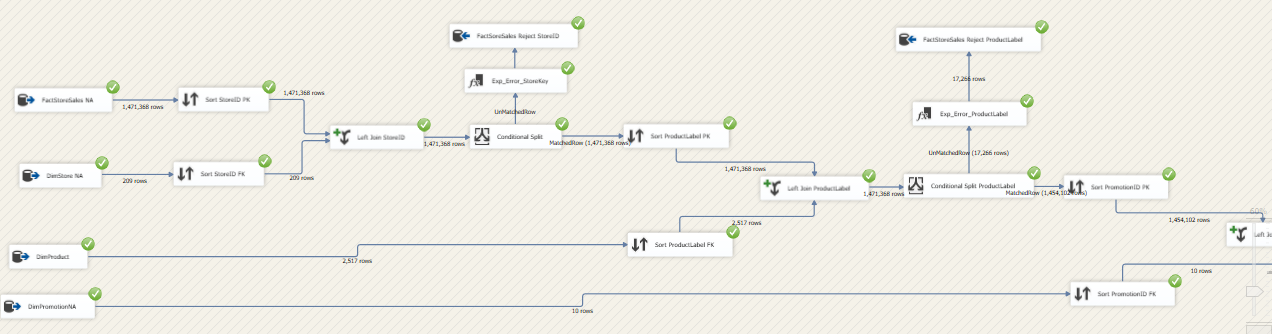 FactSoreSales Reject StoreID
FactStoreSales Reject ProductLabel
Exp_Error_StoreKey
17,266 rows
FactStoreSales NA
1,471,368 rows
Sort StoreID PK
1,471,368 rows
UnMatchedRow
Exp_Error_ProductLabel
Left Join StoreID
1,471,368 rows
Conditional Split
MatchedRow (1,471,368 rows)
Sort ProductLabel PK
UnMatchedRow (17,266 rows)
DimStore NA
209 rows
Sort StoreID FK
209 rows
1,471,368 rows
Left Join ProductLabel
1,471,368 rows
Conditional Split ProductLabel
MatchedRow (1,454,102 rows)
Sort PromotionID PK
1,454,102 rows
60%
2,517 rows
Left Jo
DimProduct
2,517 rows
Sort ProductLabel FK
10 rows
DimPromotionNA
10 rows
Sort PromotionID FK